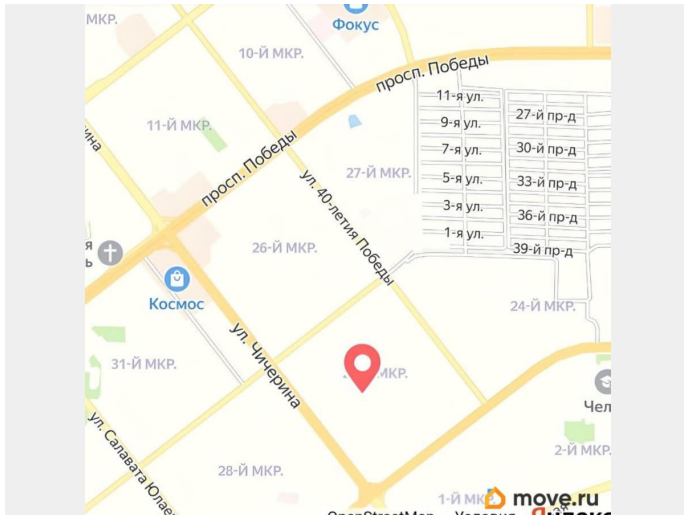 МКР.
Фокус
10-Й МКР.
просп. Победы
11-я ул.
27-й пр-д
9-я ул.
11-Й МКР.
7-я ул.
30-й пр-д
просп. Победы
27-Й МКР.
5-я ул.
33-й пр-д
ул. 40-летия Победы
3-я ул.
36-й пр-д
1-я ул.
26-Й МКР.
39-й пр-д
Космос
24-Й МКР.
ул. Чичерина
31-Й МКР.
МКР.
ул. Салавата Юлае
2-Й МКР.
28-Й МКР.
1-Й МК
move.ru